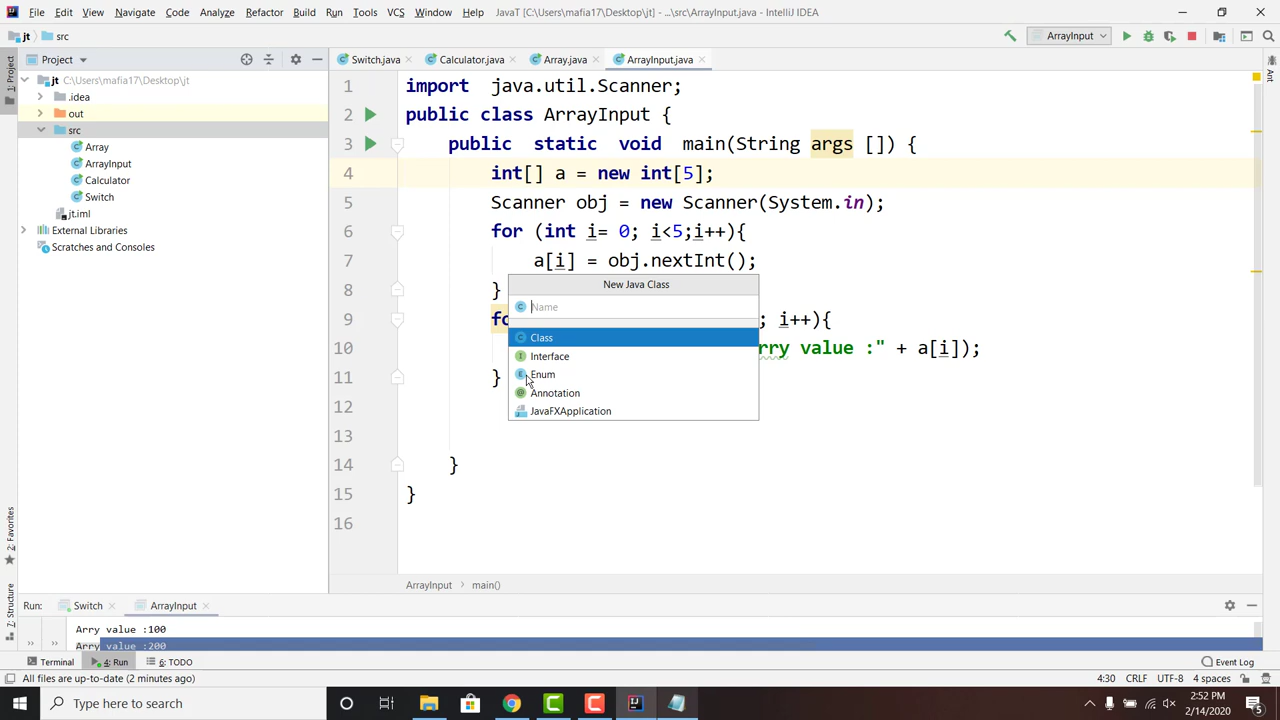 File Edit View Navigate Code Analyze Refactor Build Run Tools VCS Window Help JavaT [C:\Users\mafia17\Desktop\jt] - ...\src\ArrayInput.java - IntelliJ IDEA
jt src ArrayInput
Project Switch.java Calculator.java Array.java ArrayInput.java
1: Project
Ant
jt C:\Users\mafia17\Desktop\jt
.idea
out
src
Array
ArrayInput
Calculator
Switch
jt.iml
External Libraries
Scratches and Consoles
1 import java.util.Scanner;
2 public class ArrayInput {
3 public static void main(String args []) {
4 int[] a = new int[5];
5 Scanner obj = new Scanner(System.in);
6 for (int i= 0; i<5;i++){
7 a[i] = obj.nextInt();
8 }
9 fo ; i++){
10 rry value :" + a[i]);
11 }
12
13
14 }
15 }
16
New Java Class
Name
Class
Interface
Enum
Annotation
JavaFXApplication
ArrayInput main()
2: Favorites
7: Structure
Run: Switch ArrayInput
Arry value :100
Arry value :200
Terminal 4: Run 6: TODO Event Log
All files are up-to-date (2 minutes ago) 4:30 CRLF UTF-8 4 spaces
Type here to search
2:52 PM
2/14/2020
5